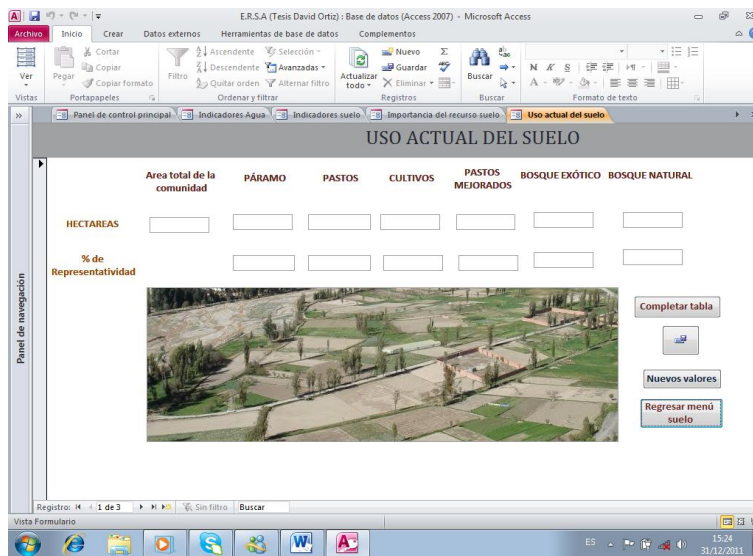 E.R.S.A (Tesis David Ortiz) : Base de datos (Access 2007) - Microsoft Access
Archivo Inicio Crear Datos externos Herramientas de base de datos Complementos
Ver
Pegar
Cortar
Copiar
Copiar formato
Filtro
Ascendente
Descendente
Quitar orden
Selección
Avanzadas
Alternar filtro
Actualizar todo
Nuevo
Guardar
Eliminar
Buscar
N K S
Vistas Portapapeles Ordenar y filtrar Registros Buscar Formato de texto
Panel de control principal Indicadores Agua Indicadores suelo Importancia del recurso suelo Uso actual del suelo
USO ACTUAL DEL SUELO
Area total de la comunidad PÁRAMO PASTOS CULTIVOS PASTOS MEJORADOS BOSQUE EXÓTICO BOSQUE NATURAL
HECTAREAS
% de Representatividad
Panel de navegación
Completar tabla
Nuevos valores
Regresar menú suelo
Registro: 1 de 3 Sin filtro Buscar
Vista Formulario
ES
15:24
31/12/2011